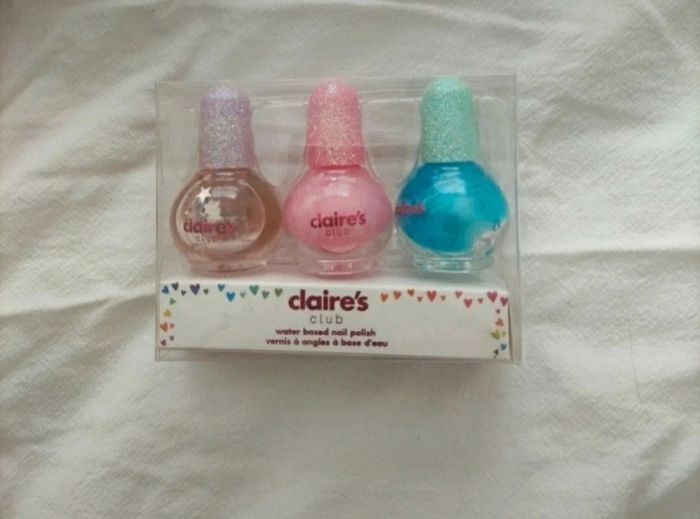 claire's
club
claire's
club
claire's
club
water based nail polish
vernis à ongles à base d'eau